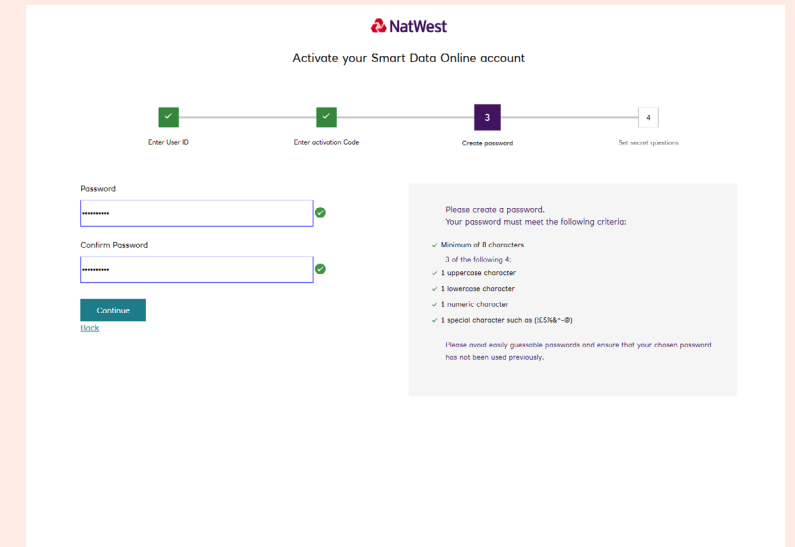 NatWest
Activate your Smart Data Online account
3
4
Enter User ID
Enter activation Code
Create password
Set secret questions
Password
••••••••••
Confirm Password
••••••••••
Continue
Back
Please create a password.
Your password must meet the following criteria:
Minimum of 8 characters
3 of the following 4:
1 uppercase character
1 lowercase character
1 numeric character
1 special character such as (!£$%&^~@)
Please avoid easily guessable passwords and ensure that your chosen password
has not been used previously.